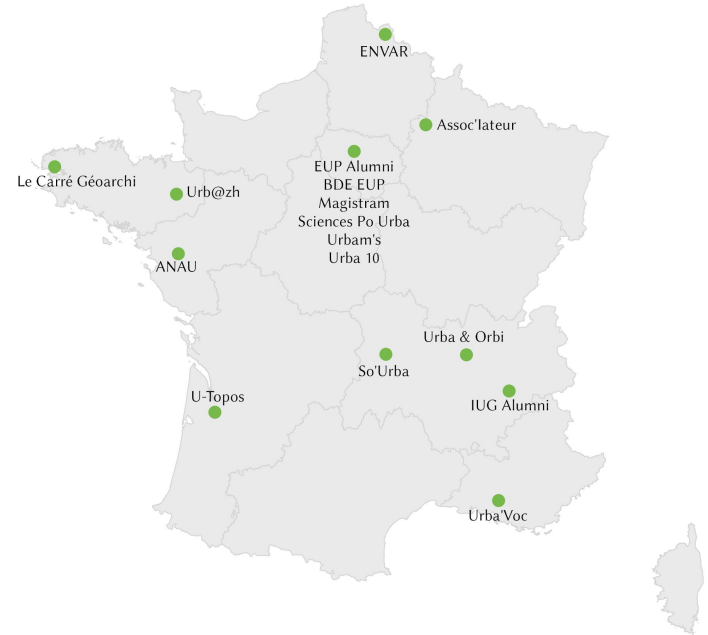 ENVAR
Assoc'Iateur
EUP Alumni
BDE EUP
Magistram
Sciences Po Urba
Urbam's
Urba 10
Le Carré Géoarchi
Urb@zh
ANAU
Urba & Orbi
So'Urba
IUG Alumni
U-Topos
Urba'Voc